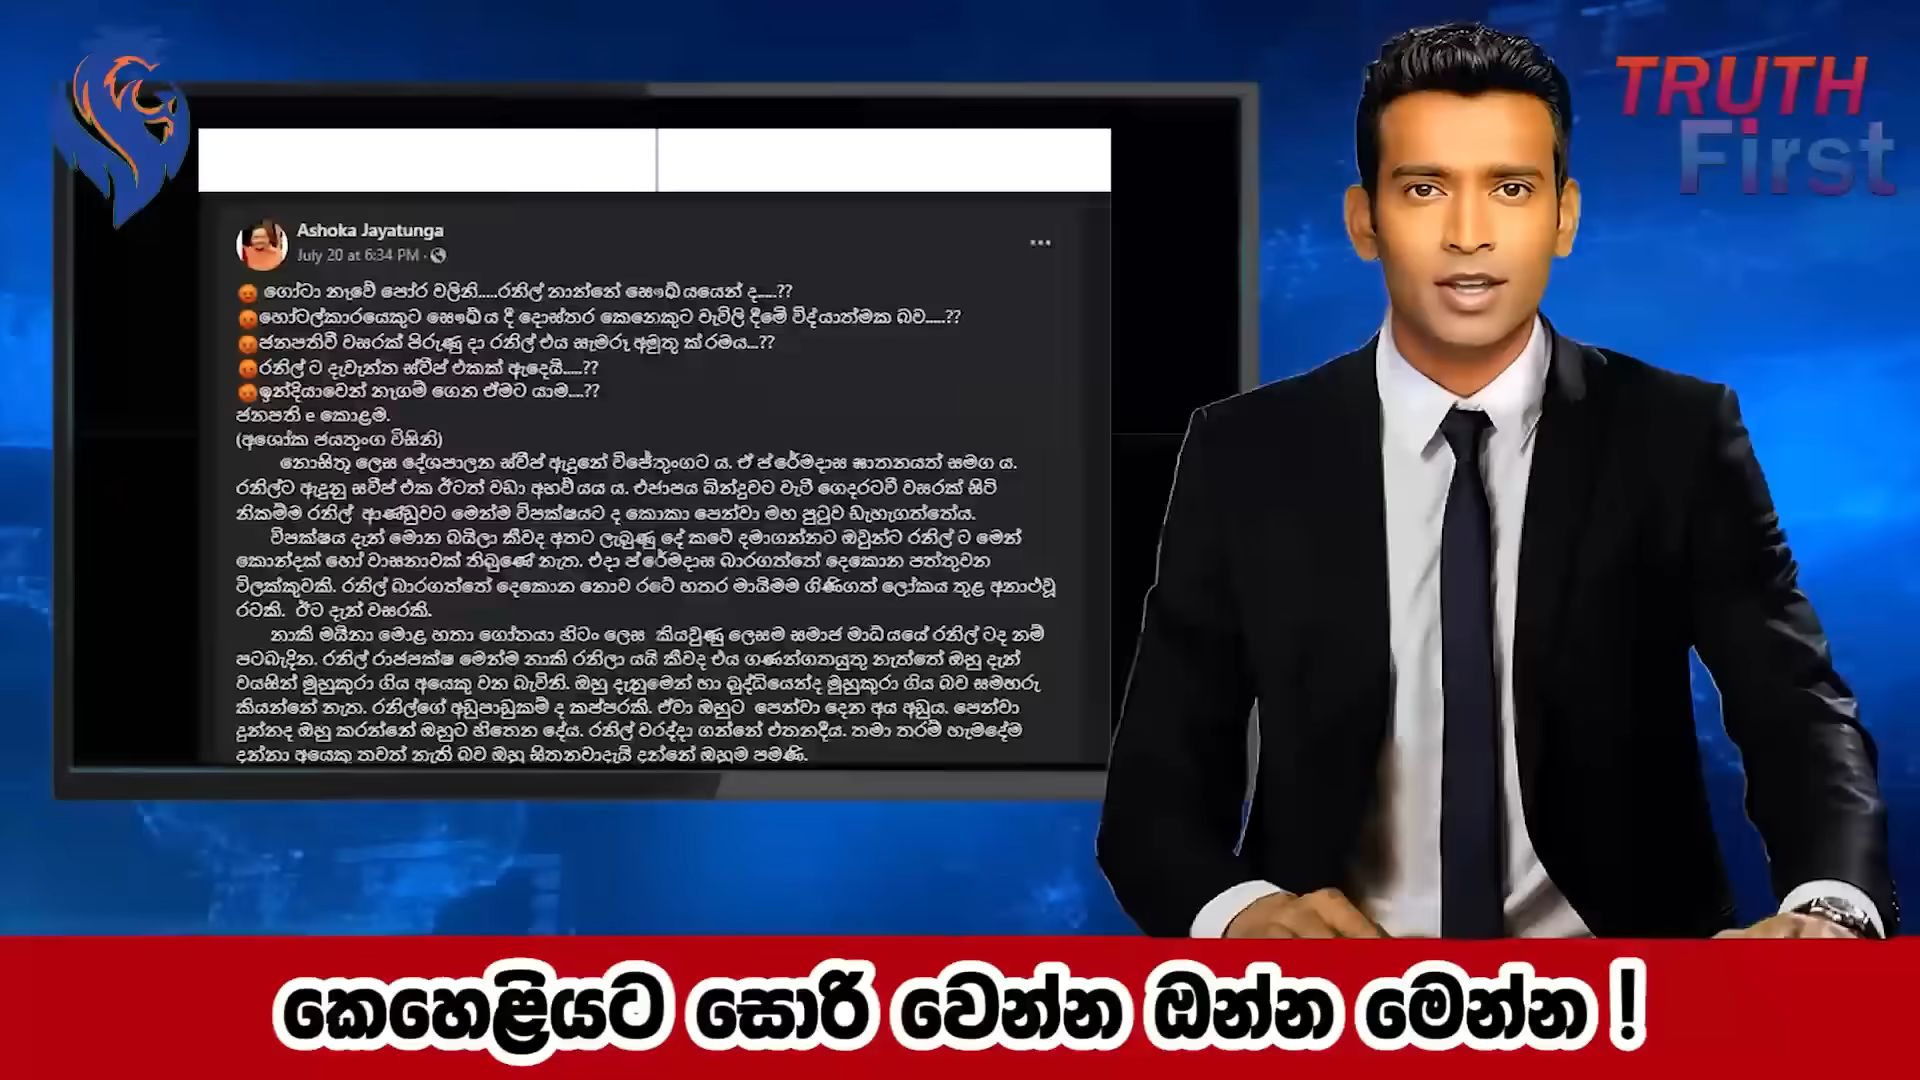 TRUTH
First
Ashoka Jayatunga
July 20 at 6:34 PM
ගෝටා නෑවේ පෝර වලිනි.....රනිල් නාන්නේ සෞඛ්‍යයෙන් ද.....??
හෝටල්කාරයෙකුට සෞඛ්‍ය දී දොස්තර කෙනෙකුට වැවිලි දීමේ විද්‍යාත්මක බව.....??
ජනපතිවී වසරක් පිරුණු දා රනිල් එය සැමරූ අමුතු ක්‍රමය...??
රනිල් ට දැවැන්ත ස්වීප් එකක් ඇදෙයි.....??
ඉන්දියාවෙන් නෑගම් ගෙන ඒමට යාම....??
ජනපති e කොළම.
(අශෝක ජයතුංග විසිනි)
නොසිතූ ලෙස දේශපාලන ස්වීප් ඇදුනේ විජේතුංගට ය. ඒ ප්‍රේමදාස ඝාතනයත් සමග ය.
රනිල්ට ඇදුනු සවීප් එක ඊටත් වඩා අභව්‍යය ය. එජාපය බින්දුවට වැටී ගෙදරටවී වසරක් සිටි
නිකම්ම රනිල් ආණ්ඩුවට මෙන්ම විපක්ෂයට ද කොකා පෙන්වා මහ පුටුව ඩැහැගත්තේය.
විපක්ෂය දැන් මොන බයිලා කීවද අතට ලැබුණු දේ කටේ දමාගන්නට ඔවුන්ට රනිල් ට මෙන්
කොන්දක් හෝ වාසනාවක් තිබුණේ නැත. එදා ප්‍රේමදාස බාරගත්තේ දෙකොන පත්තුවන
විලක්කුවකි. රනිල් බාරගත්තේ දෙකොන නොව රටේ හතර මායිමම ගිණිගත් ලෝකය තුළ අනාථවූ
රටකි. ඊට දැන් වසරකි.
නාකි මයිනා මොළ හතා ගෝතයා හිටං ලෙස කියවුණු ලෙසම සමාජ මාධ්‍යයේ රනිල් ටද නම්
පටබැදින. රනිල් රාජපක්ෂ මෙන්ම නාකි රනිලා යයි කීවද එය ගණන්ගතයුතු නැත්තේ ඔහු දැන්
වයසින් මුහුකුරා ගිය අයෙකු වන බැවිනි. ඔහු දැනුමෙන් හා බුද්ධියෙන්ද මුහුකුරා ගිය බව සමහරු
කියන්නේ නැත. රනිල්ගේ අඩුපාඩුකම් ද කප්පරකි. ඒවා ඔහුට පෙන්වා දෙන අය අඩුය. පෙන්වා
දුන්නද ඔහු කරන්නේ ඔහුට හිතෙන දේය. රනිල් වරද්දා ගන්නේ එතනදීය. තමා තරම් හැමදේම
දන්නා අයෙකු තවත් නැති බව ඔහු සිතනවාදැයි දන්නේ ඔහුම පමණි.
කෙහෙළියට සොරි වෙන්න ඔන්න මෙන්න !